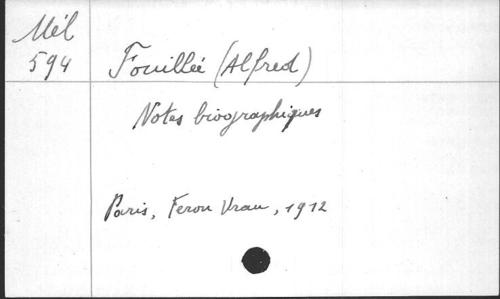 Mél
594
Fouillée (Alfred)
Notes biographiques
Paris, Feron Vrau, 1912